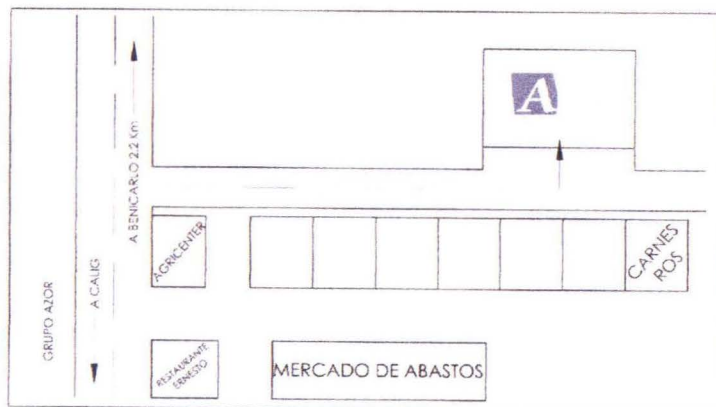 A
A BENICARLO 2.2 Km
GRUPO AZOR
A CALIG
AGRICENTER
CARNES
ROS
RESTAURANTE
ERNESTO
MERCADO DE ABASTOS